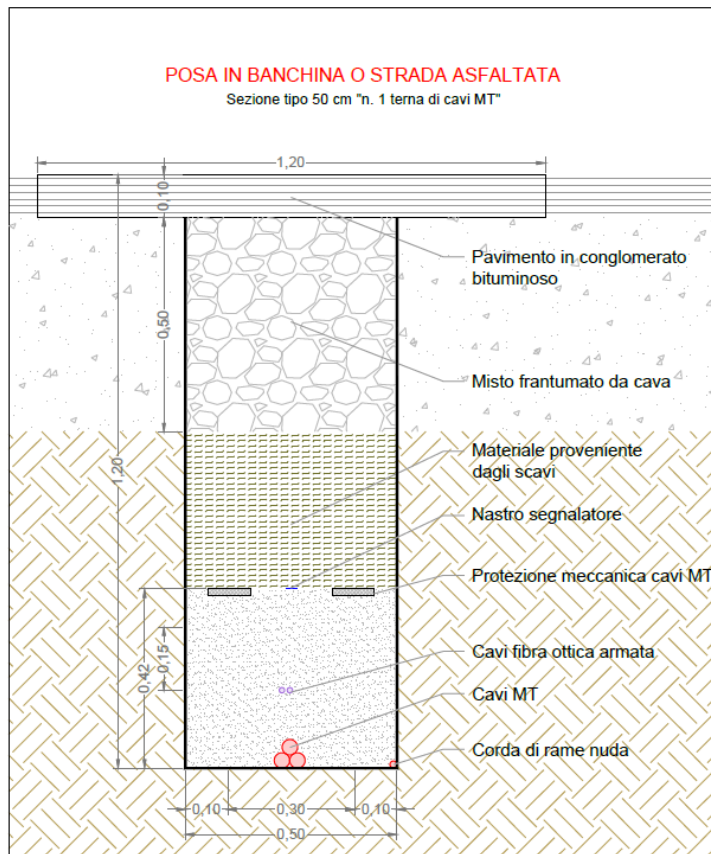 POSA IN BANCHINA O STRADA ASFALTATA
Sezione tipo 50 cm "n. 1 terna di cavi MT"
1,20
0,10
Pavimento in conglomerato
bituminoso
0,50
Misto frantumato da cava
1,20
Materiale proveniente
dagli scavi
Nastro segnalatore
Protezione meccanica cavi MT
0,15
0,42
Cavi fibra ottica armata
Cavi MT
Corda di rame nuda
0,10
0,30
0,10
0,50